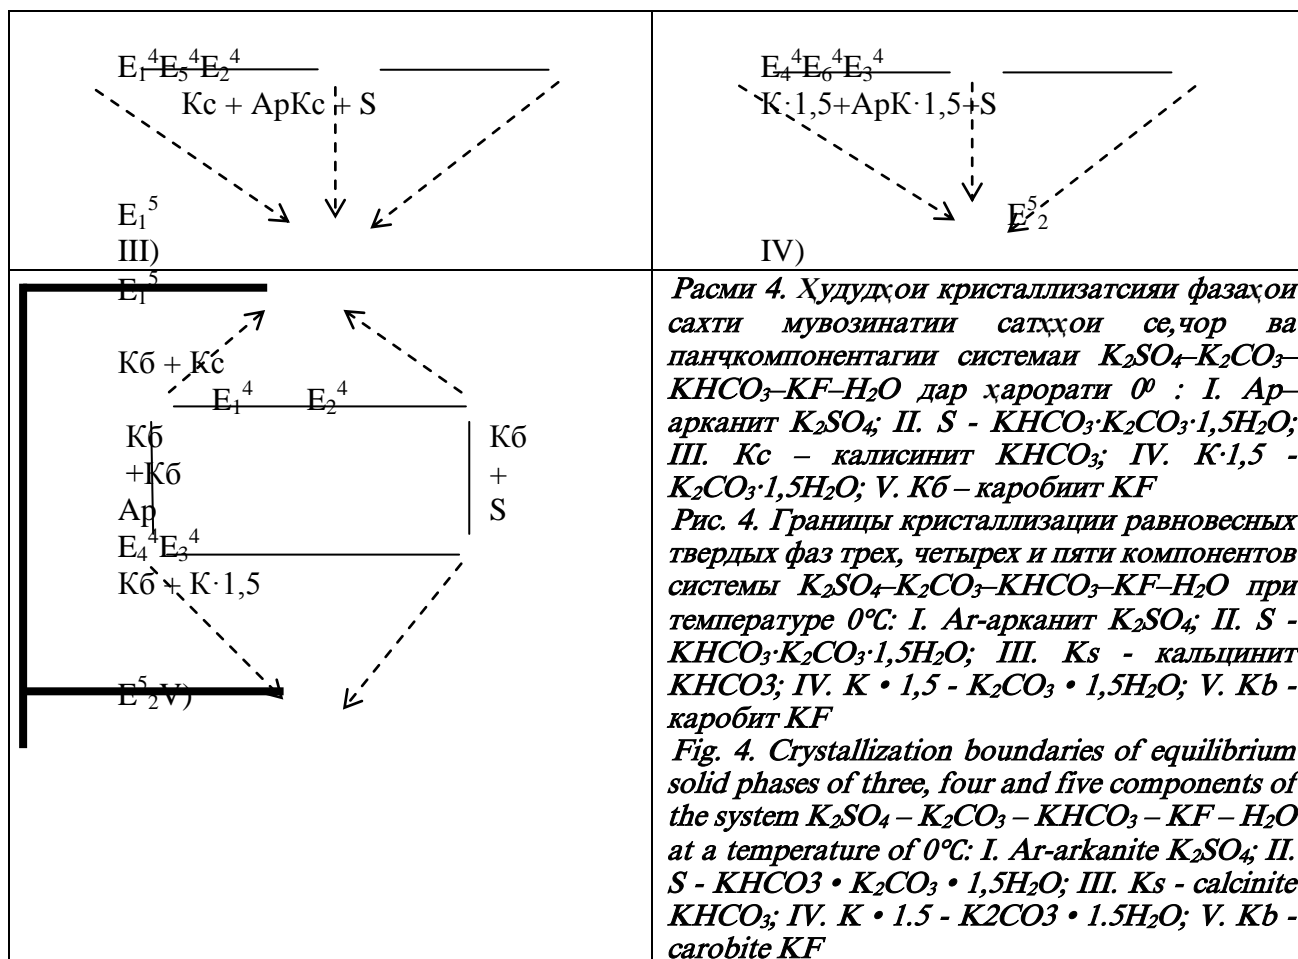 E₁⁴E₅⁴E₂⁴
Кс + АрКс + S
E₁⁵
III)
E₄⁴E₆⁴E₃⁴
К·1,5+АрК·1,5+S
E⁵₂
IV)
E₁⁵
Кб + Кс
E₁⁴ E₂⁴
Кб
+Кб
Ар
Кб
+
S
E₄⁴E₃⁴
Кб + К·1,5
E⁵₂V)
Расми 4. Ҳудудҳои кристаллизатсияи фазаҳои
сахти мувозинатии сатҳҳои се,чор ва
панҷкомпонентагии системаи K₂SO₄–K₂CO₃–
KHCO₃–KF–H₂O дар ҳарорати 0⁰ : I. Ар–
арканит K₂SO₄; II. S - KHCO₃·K₂CO₃·1,5H₂O;
III. Кс – калисинит KHCO₃; IV. К·1,5 -
K₂CO₃·1,5H₂O; V. Кб – каробиит KF
Рис. 4. Границы кристаллизации равновесных
твердых фаз трех, четырех и пяти компонентов
системы K₂SO₄–K₂CO₃–KHCO₃–KF–H₂O при
температуре 0℃: I. Ar-арканит K₂SO₄; II. S -
KHCO₃·K₂CO₃·1,5H₂O; III. Ks - кальцинит
KHCO3; IV. K • 1,5 - K₂CO₃ • 1,5H₂O; V. Kb -
каробит KF
Fig. 4. Crystallization boundaries of equilibrium
solid phases of three, four and five components of
the system K₂SO₄ – K₂CO₃ – KHCO₃ – KF – H₂O
at a temperature of 0℃: I. Ar-arkanite K₂SO₄; II.
S - KHCO3 • K₂CO₃ • 1,5H₂O; III. Ks - calcinite
KHCO₃; IV. K • 1.5 - K2CO3 • 1.5H₂O; V. Kb -
carobite KF